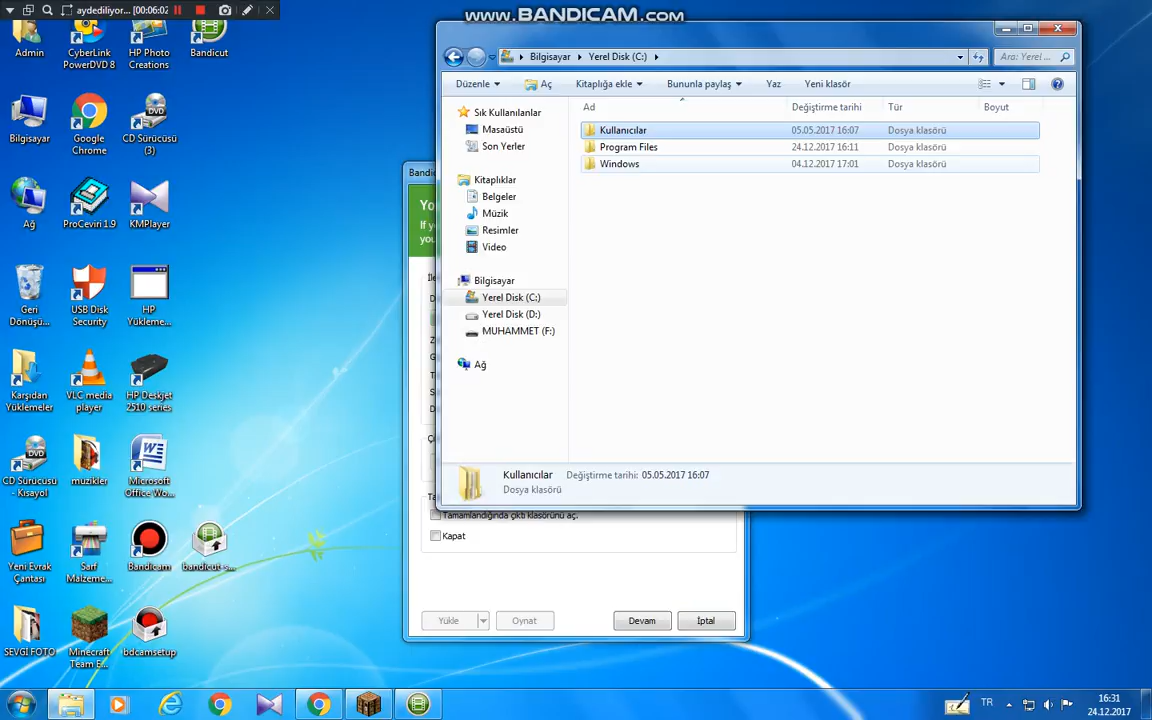 aydediliyor... [00:06:02]
www.BANDICAM.com
Admin
CyberLink
PowerDVD 8
HP Photo
Creations
Bandicut
Bilgisayar
Google
Chrome
CD Sürücüsü
(3)
Ağ
ProCeviri 1.9
KMPlayer
Geri
Dönüşü...
USB Disk
Security
HP
Yükleme...
Karşıdan
Yüklemeler
VLC media
player
HP Deskjet
2510 series
CD Sürücüsü
- Kısayol
muzikler
Microsoft
Office Wo...
Yeni Evrak
Çantası
Sarf
Malzeme...
Bandicam
bandicut-s...
SEVGİ FOTO
Minecraft
Team E...
bdcamsetup
Bilgisayar
Yerel Disk (C:)
Ara: Yerel ...
Düzenle
Aç
Kitaplığa ekle
Bununla paylaş
Yaz
Yeni klasör
Ad
Değiştirme tarihi
Tür
Boyut
Sık Kullanılanlar
Masaüstü
Son Yerler
Kitaplıklar
Belgeler
Müzik
Resimler
Video
Bilgisayar
Yerel Disk (C:)
Yerel Disk (D:)
MUHAMMET (F:)
Ağ
Kullanıcılar
05.05.2017 16:07
Dosya klasörü
Program Files
24.12.2017 16:11
Dosya klasörü
Windows
04.12.2017 17:01
Dosya klasörü
Kullanıcılar
Değiştirme tarihi: 05.05.2017 16:07
Dosya klasörü
Bandic
Yo
If y
you
Tamamlandığında çıktı klasörünü aç.
Kapat
Yükle
Oynat
Devam
İptal
TR
16:31
24.12.2017